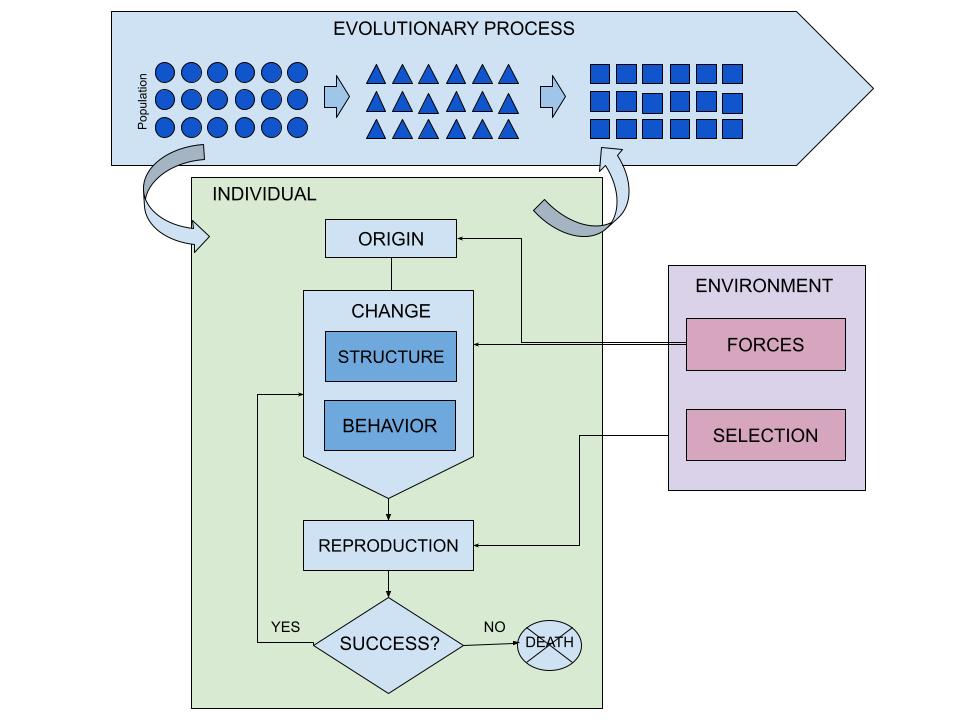 EVOLUTIONARY PROCESS
Population
INDIVIDUAL
ORIGIN
CHANGE
STRUCTURE
BEHAVIOR
ENVIRONMENT
FORCES
SELECTION
REPRODUCTION
YES
SUCCESS?
NO
DEATH